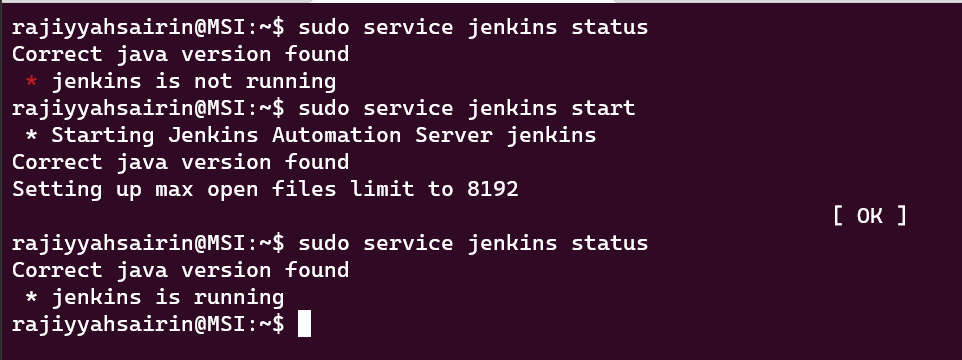 rajiyyahsairin@MSI:~$ sudo service jenkins status
Correct java version found
 * jenkins is not running
rajiyyahsairin@MSI:~$ sudo service jenkins start
 * Starting Jenkins Automation Server jenkins
Correct java version found
Setting up max open files limit to 8192
[ OK ]
rajiyyahsairin@MSI:~$ sudo service jenkins status
Correct java version found
 * jenkins is running
rajiyyahsairin@MSI:~$